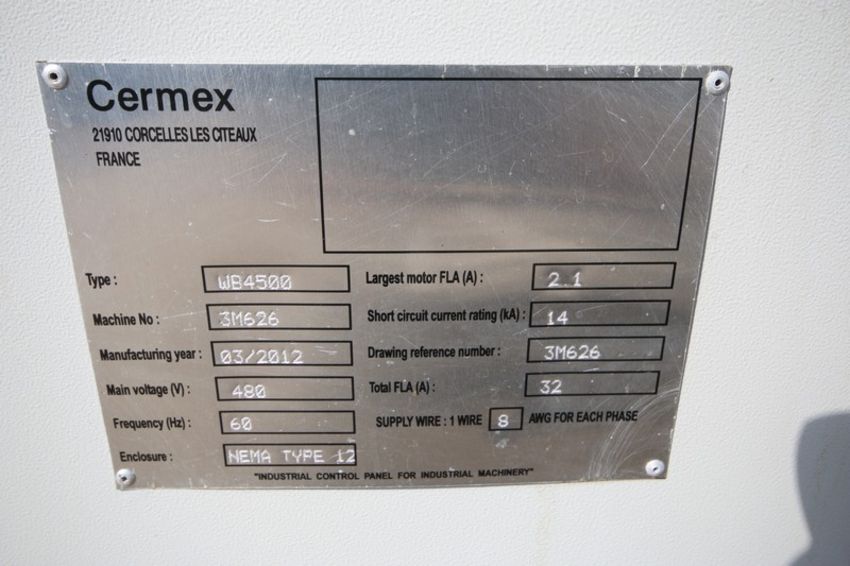 Cermex
21910 CORCELLES LES CITEAUX
FRANCE
Type : WB4500
Machine No : 3M626
Manufacturing year : 03/2012
Main voltage (V) : 480
Frequency (Hz) : 60
Enclosure : NEMA TYPE 12
Largest motor FLA (A) : 2.1
Short circuit current rating (kA) : 14
Drawing reference number : 3M626
Total FLA (A) : 32
SUPPLY WIRE : 1 WIRE 8 AWG FOR EACH PHASE
"INDUSTRIAL CONTROL PANEL FOR INDUSTRIAL MACHINERY"